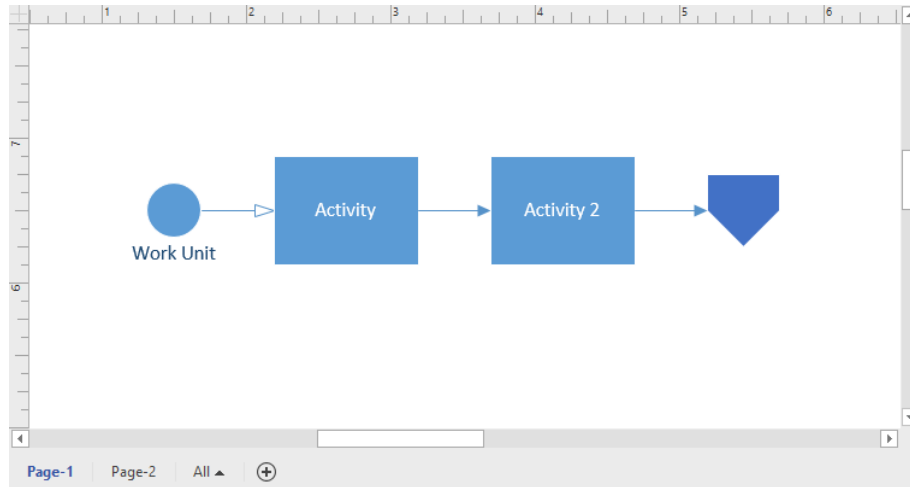 1 2 3 4 5 6
7
Activity Activity 2
Work Unit
6
Page-1 Page-2 All